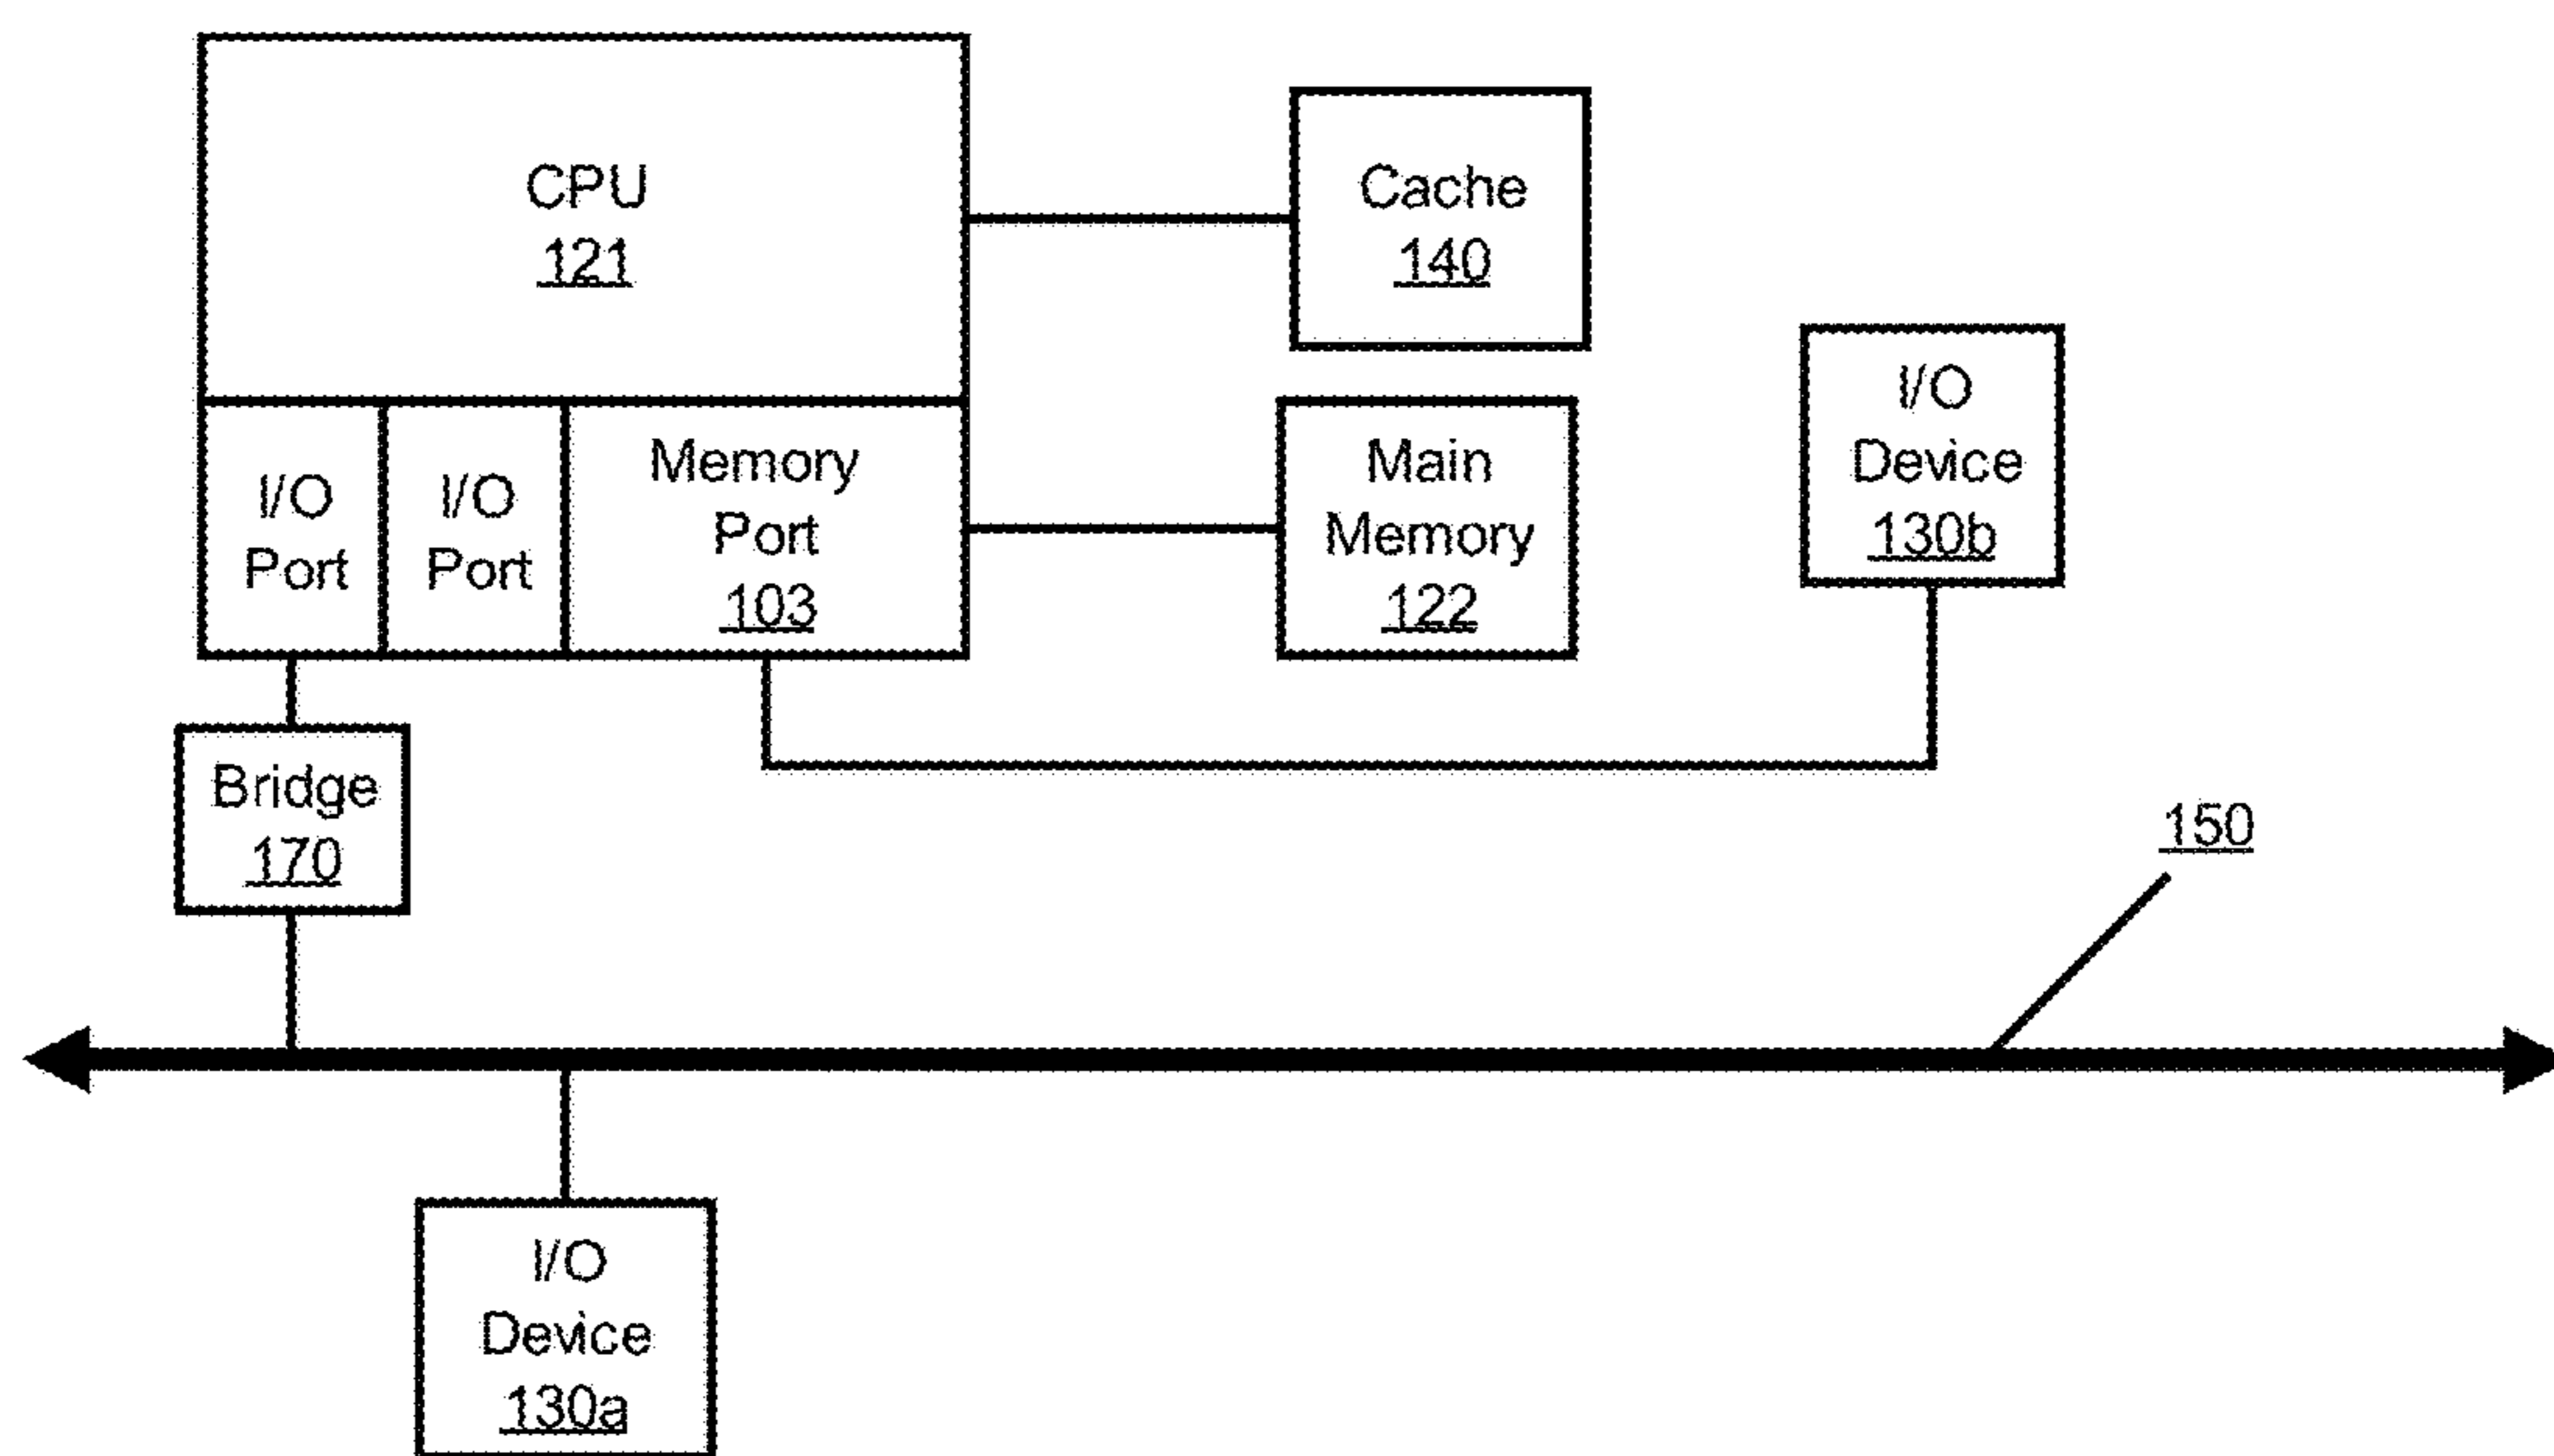 CPU
121
Cache
140
I/O
Port
I/O
Port
Memory
Port
103
Main
Memory
122
I/O
Device
130b
Bridge
170
150
I/O
Device
130a